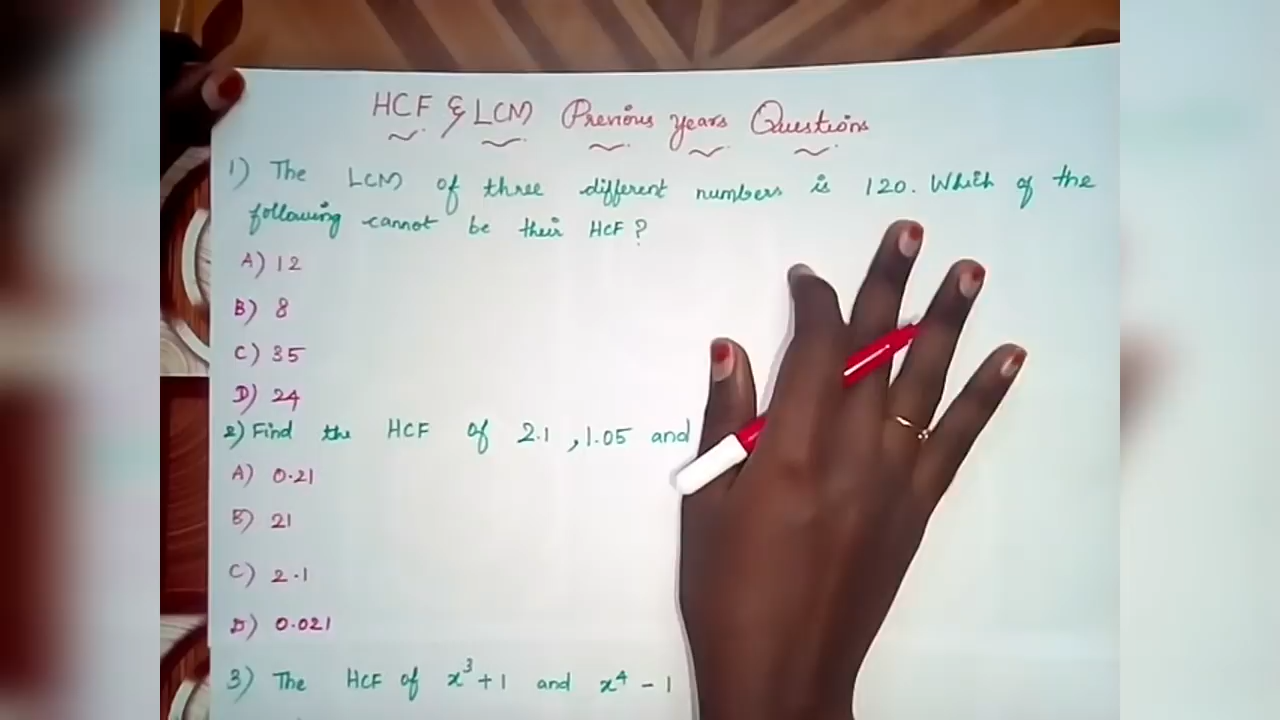 HCF & LCM Previous years Questions
1) The LCM of three different numbers is 120. Which of the
following cannot be their HCF ?
A) 12
B) 8
C) 35
D) 24
2) Find the HCF of 2.1 , 1.05 and
A) 0.21
B) 21
C) 2.1
D) 0.021
3) The HCF of x³ + 1 and x⁴ - 1